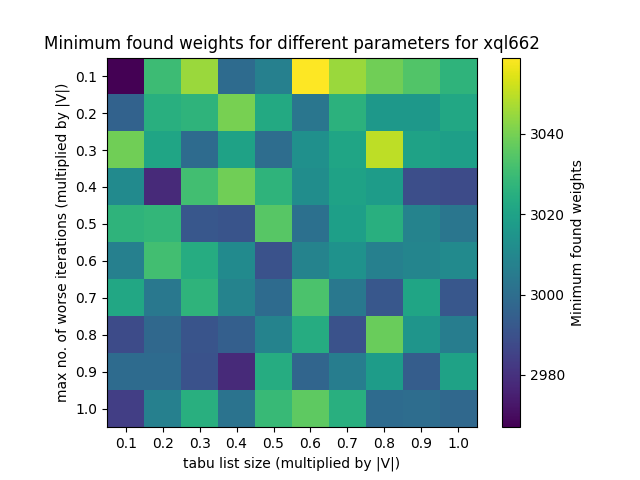 Minimum found weights for different parameters for xql662
max no. of worse iterations (multiplied by |V|)
0.1
0.2
0.3
0.4
0.5
0.6
0.7
0.8
0.9
1.0
0.1 0.2 0.3 0.4 0.5 0.6 0.7 0.8 0.9 1.0
tabu list size (multiplied by |V|)
3040
3020
3000
2980
Minimum found weights